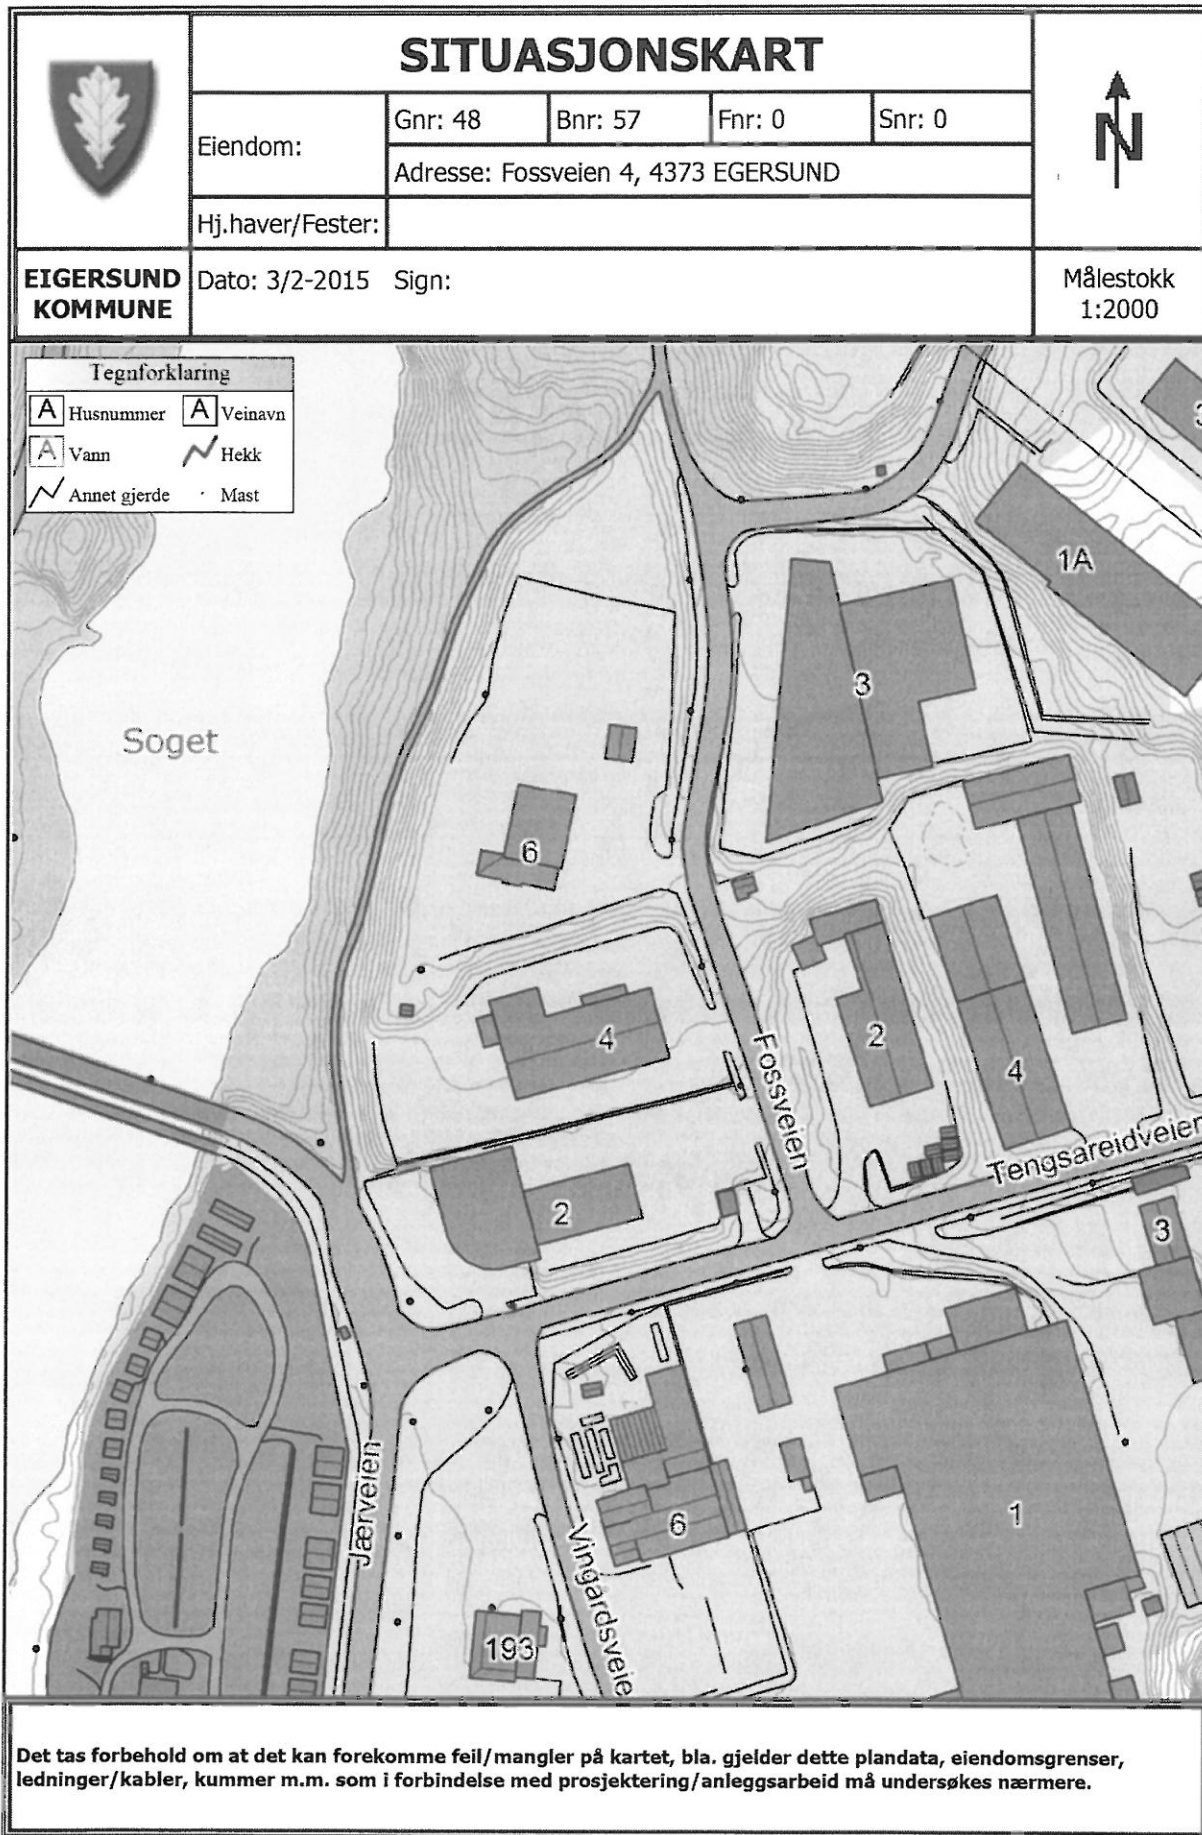 SITUASJONSKART
Eiendom:
Gnr: 48
Bnr: 57
Fnr: 0
Snr: 0
Adresse: Fossveien 4, 4373 EGERSUND
Hj.haver/Fester:
N
EIGERSUND
KOMMUNE
Dato: 3/2-2015 Sign:
Målestokk
1:2000
Tegnforklaring
A Husnummer
A Veinavn
A Vann
Hekk
Annet gjerde
Mast
1A
3
Soget
6
4
2
4
Fossveien
Tengsareidveien
2
3
1
Jærveien
6
Vingårdsveie
193
Det tas forbehold om at det kan forekomme feil/mangler på kartet, bla. gjelder dette plandata, eiendomsgrenser,
ledninger/kabler, kummer m.m. som i forbindelse med prosjektering/anleggsarbeid må undersøkes nærmere.